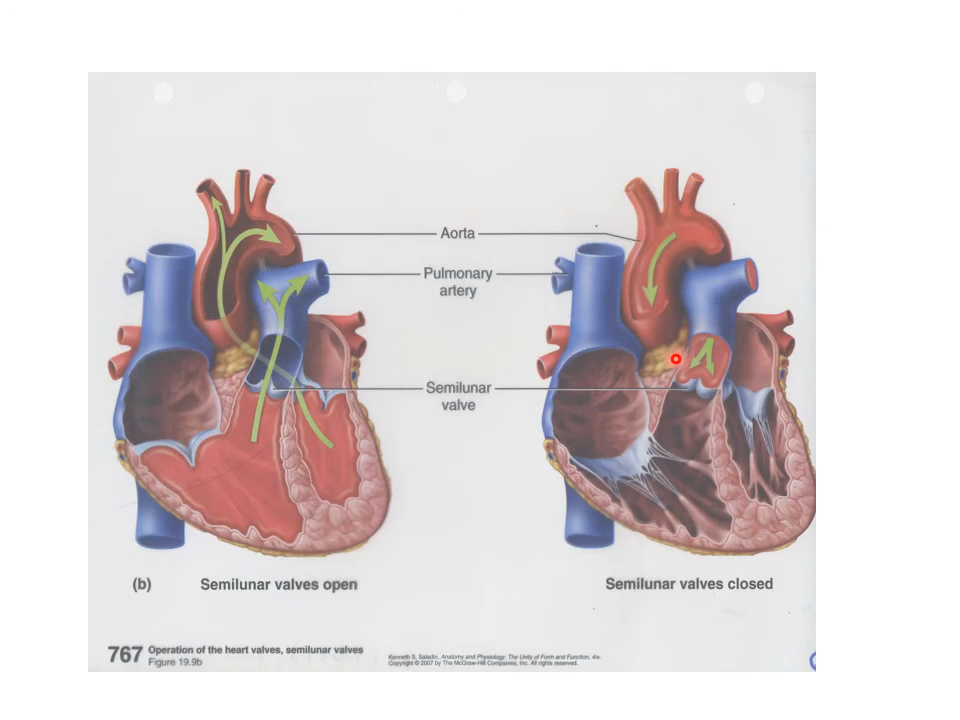 Aorta
Pulmonary
artery
Semilunar
valve
(b) Semilunar valves open
Semilunar valves closed
767 Operation of the heart valves, semilunar valves
Figure 19.9b
Kenneth S. Saladin, Anatomy and Physiology: The Unity of Form and Function, 4/e.
Copyright © 2007 by The McGraw-Hill Companies, Inc. All rights reserved.